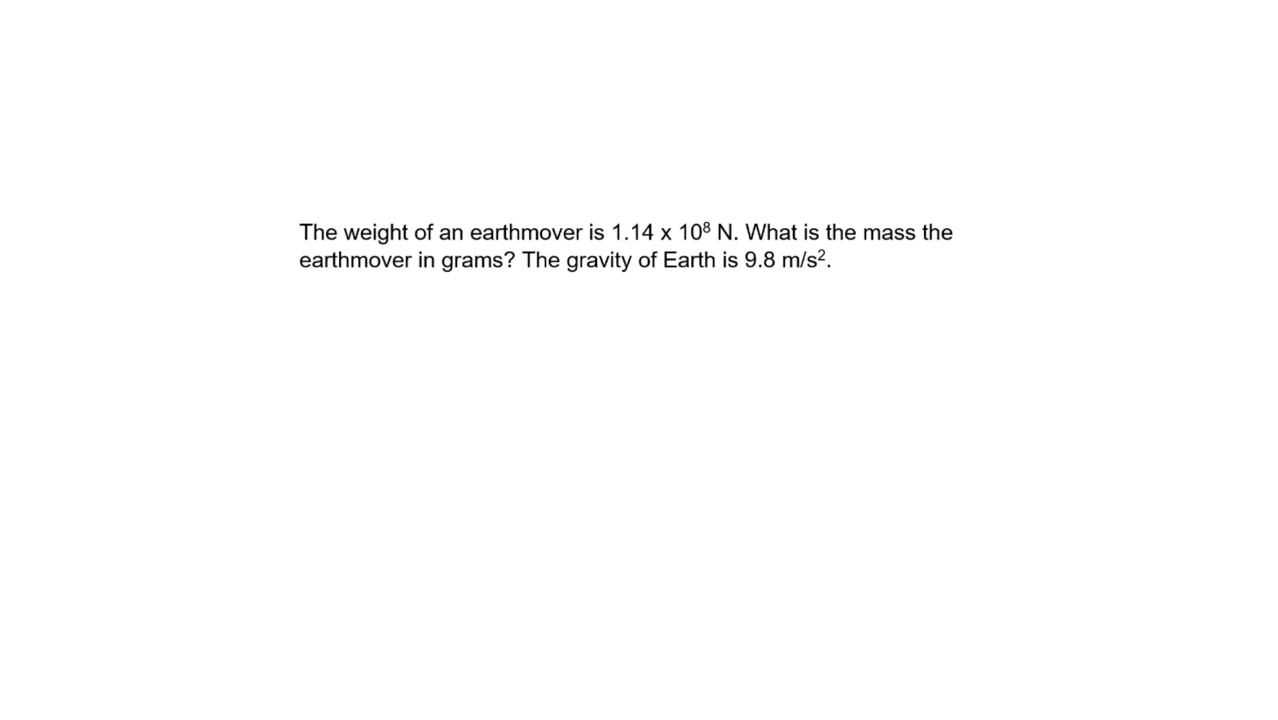 The weight of an earthmover is 1.14 x 10⁸ N. What is the mass the
earthmover in grams? The gravity of Earth is 9.8 m/s².